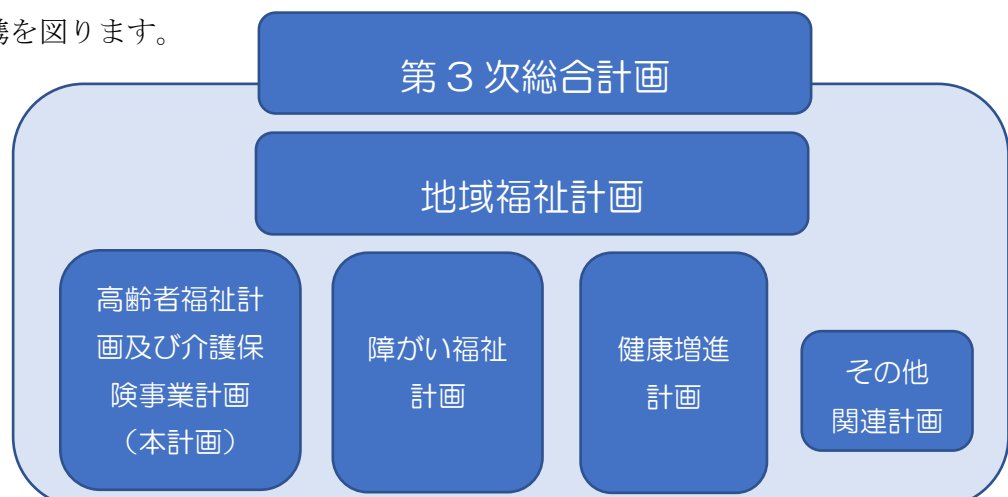 携を図ります。
第3次総合計画
地域福祉計画
高齢者福祉計
画及び介護保
険事業計画
（本計画）
障がい福祉
計画
健康増進
計画
その他
関連計画